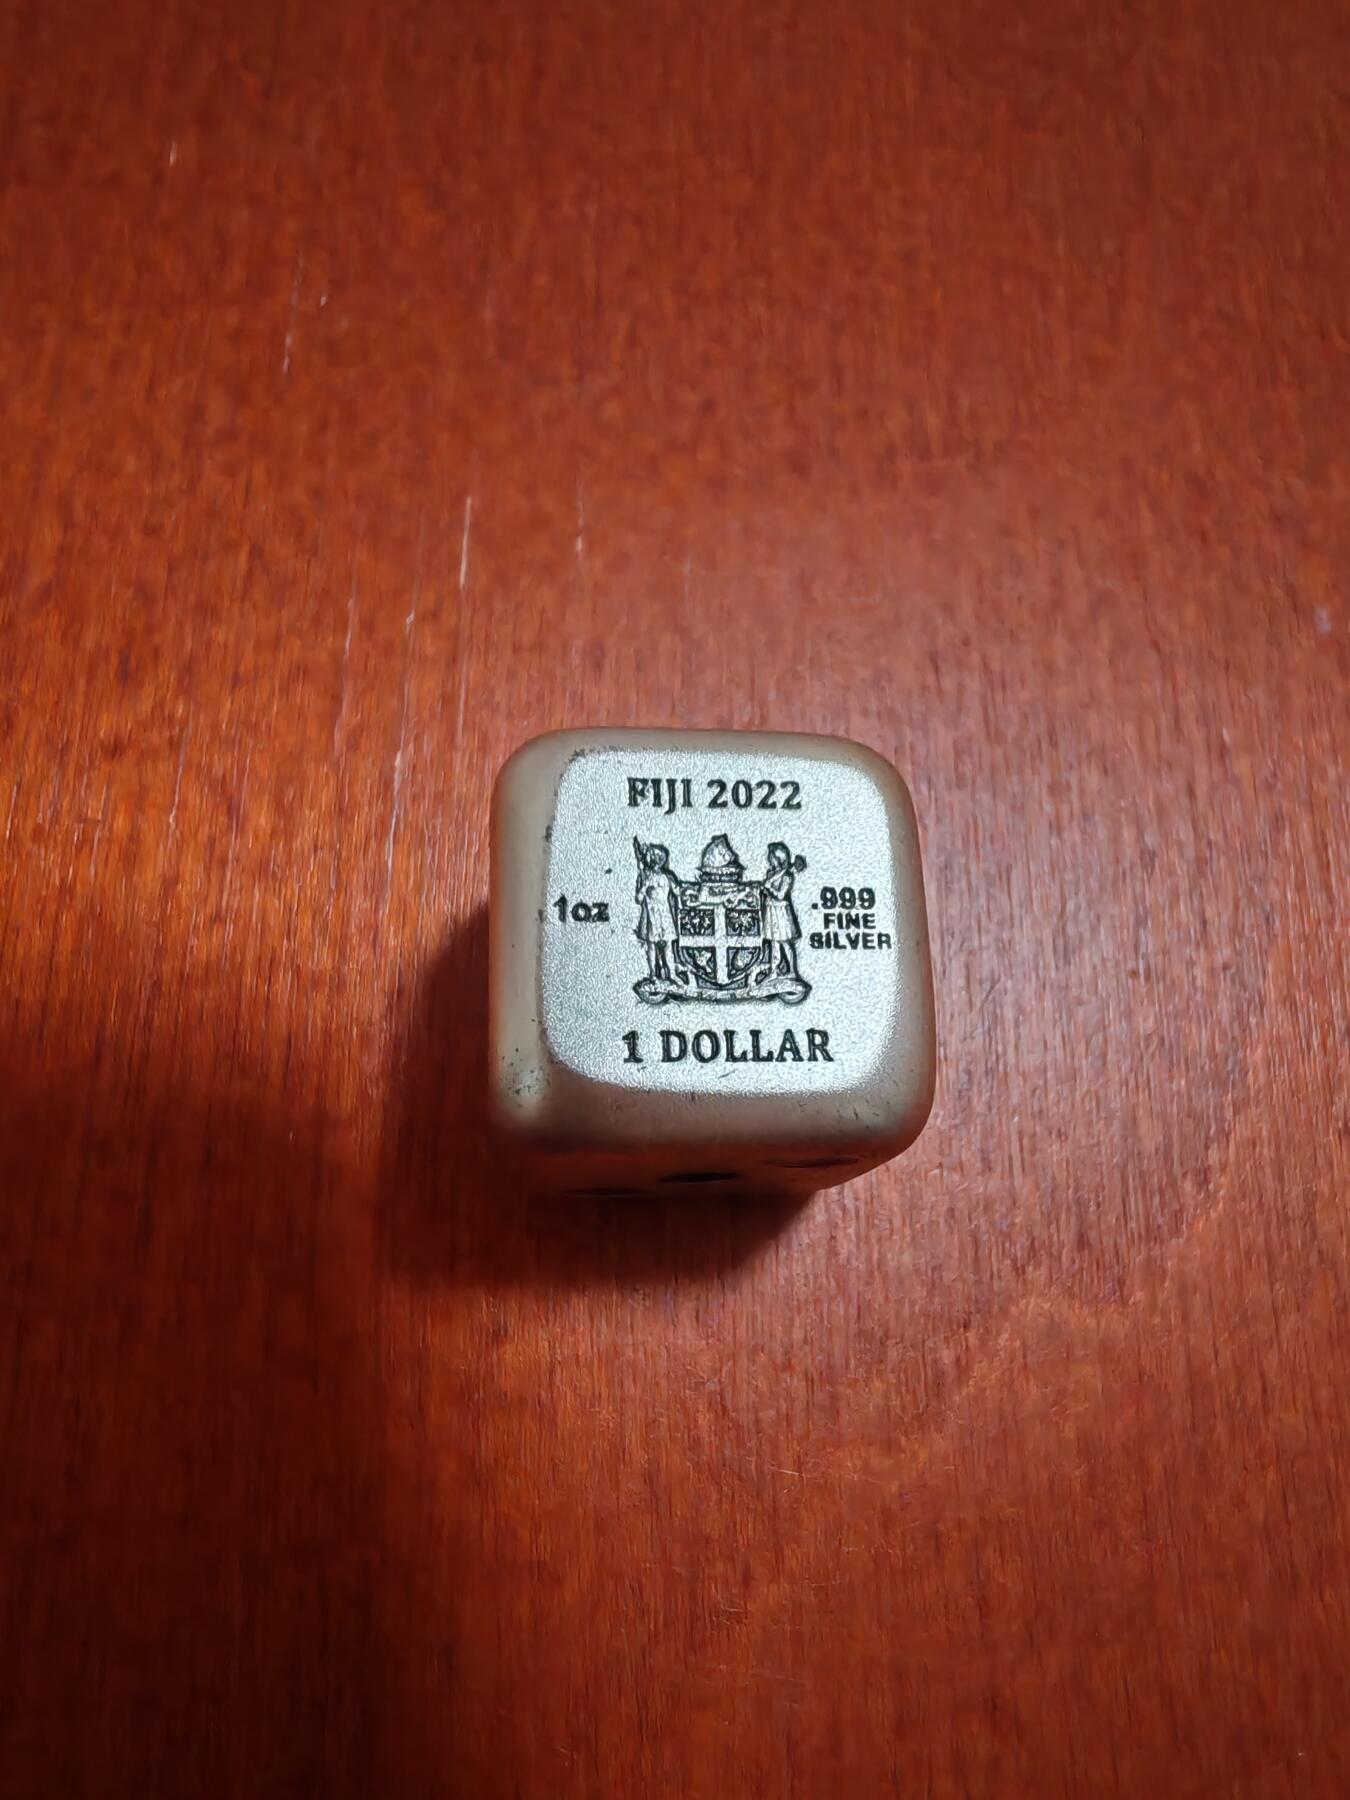 FIJI 2022
1oz
.999
FINE
SILVER
1 DOLLAR